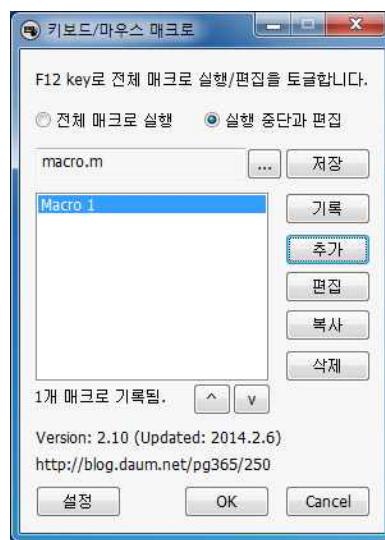 키보드/마우스 매크로
F12 key로 전체 매크로 실행/편집을 토글합니다.
전체 매크로 실행 실행 중단과 편집
macro.m ... 저장
Macro 1
기록
추가
편집
복사
삭제
1개 매크로 기록됨. ^ v
Version: 2.10 (Updated: 2014.2.6)
http://blog.daum.net/pg365/250
설정 OK Cancel